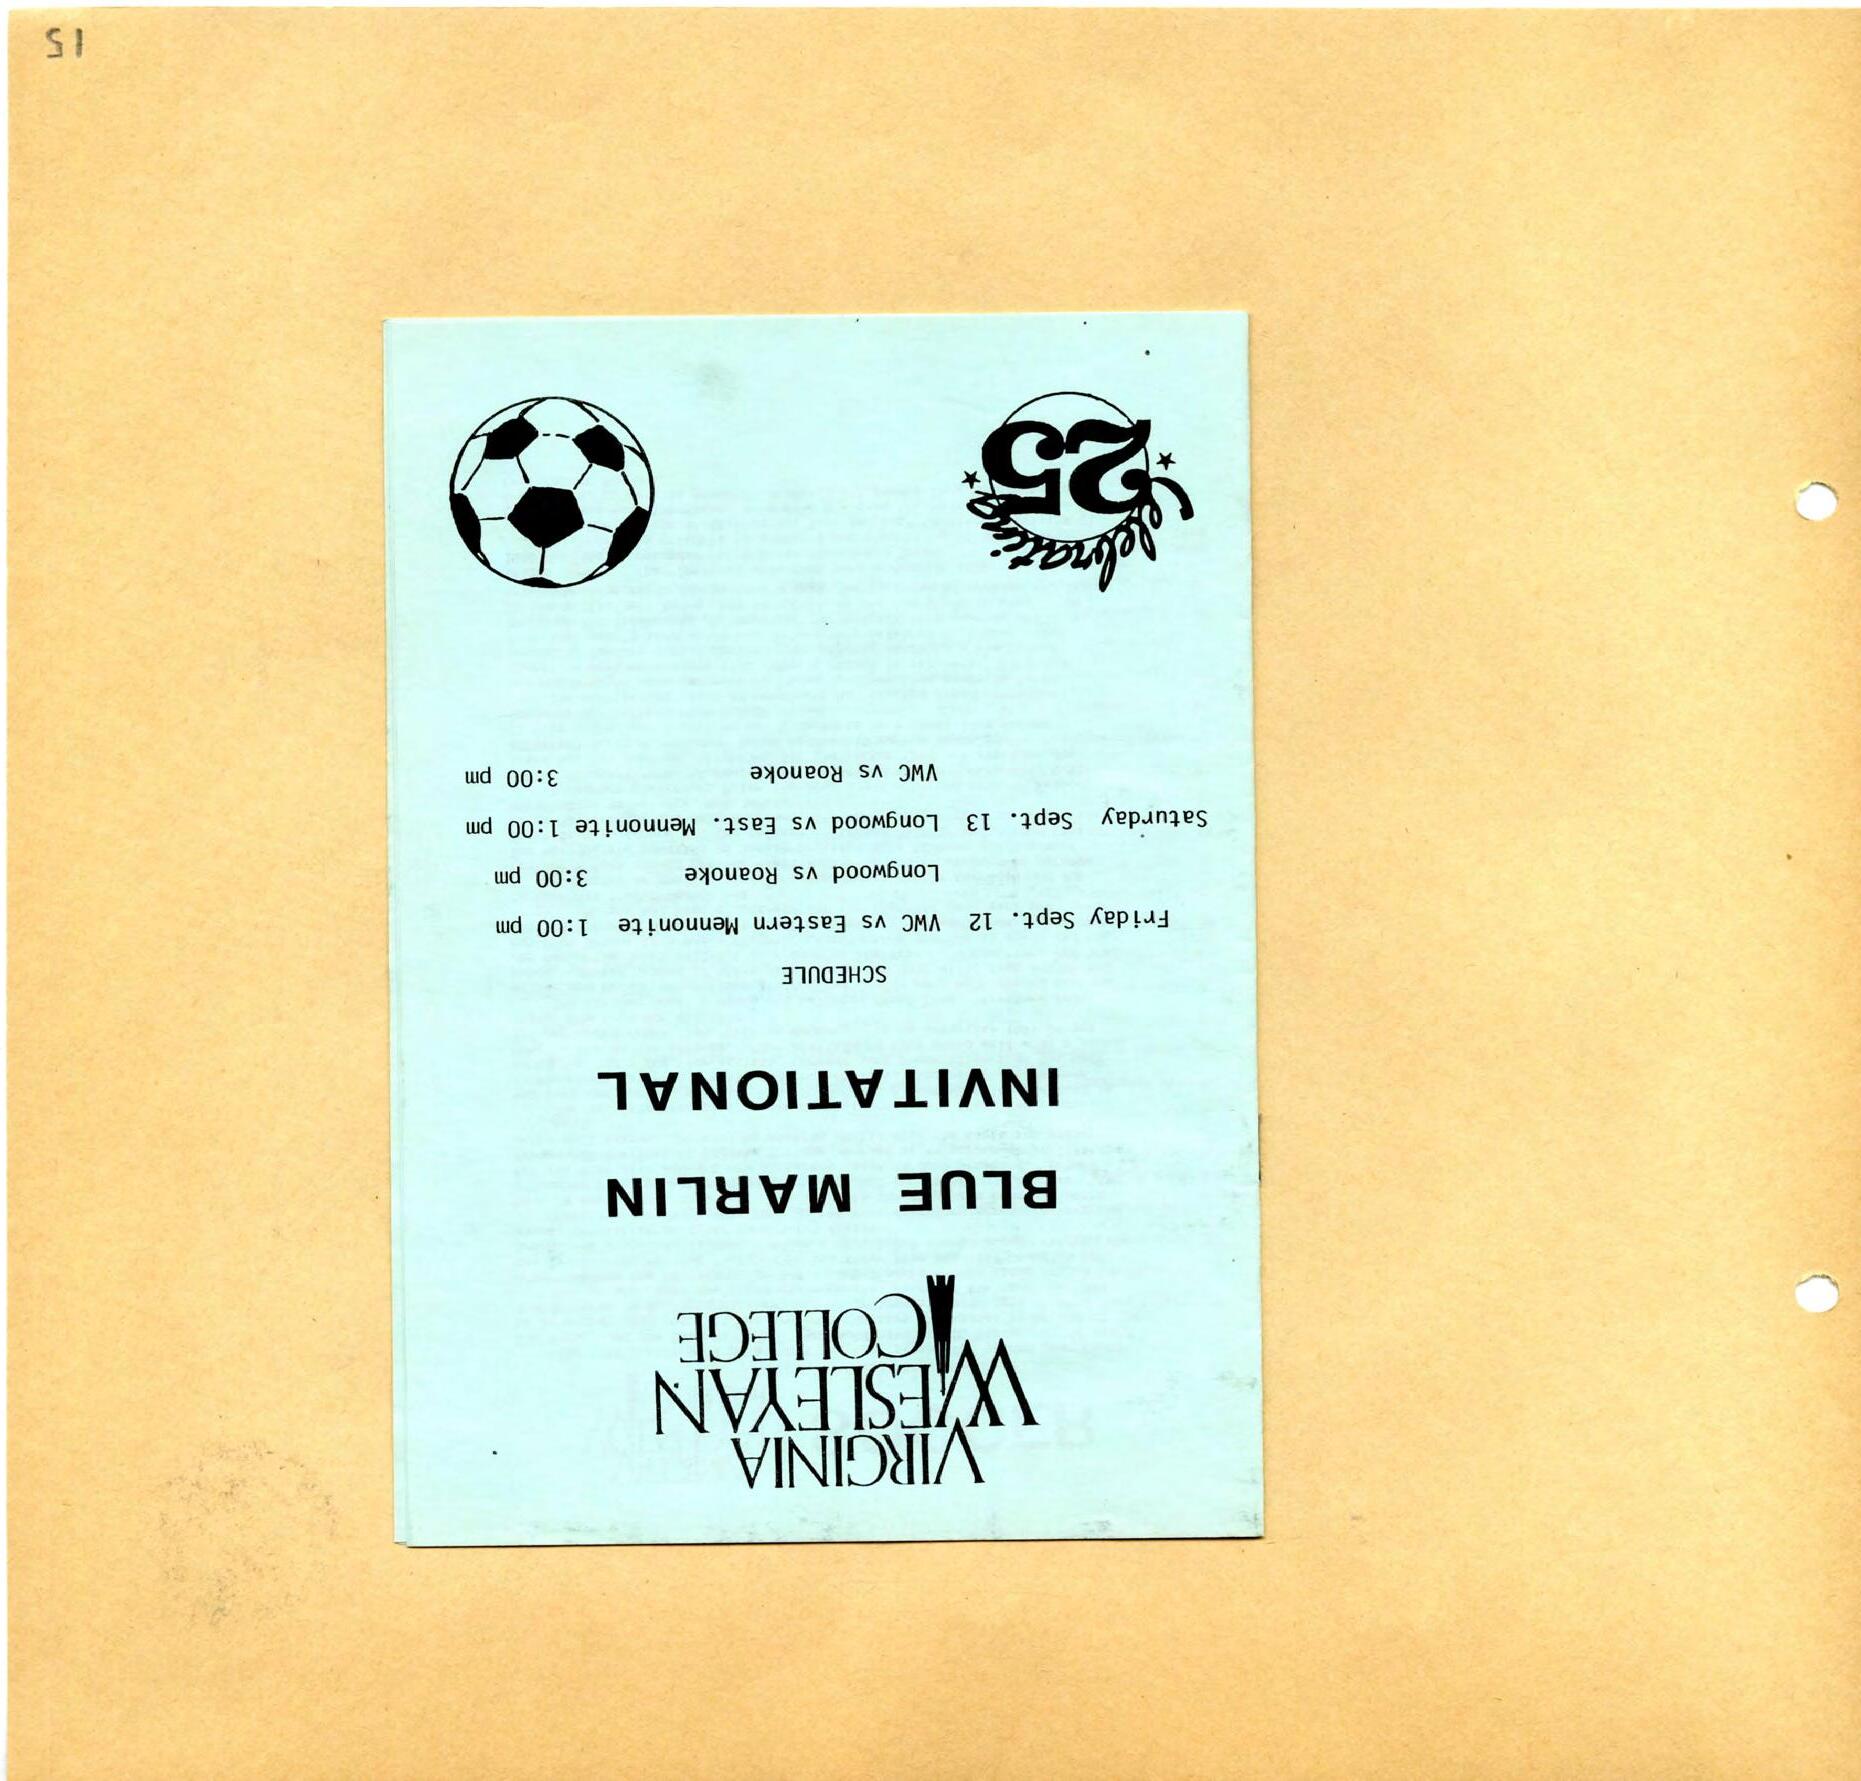 VIRGINIA
WESLEYAN
COLLEGE
BLUE MARLIN
INVITATIONAL
SCHEDULE
Friday Sept. 12 VWC vs Eastern Mennonite 1:00 pm
Longwood vs Roanoke 3:00 pm
Saturday Sept. 13 Longwood vs East. Mennonite 1:00 pm
VWC vs Roanoke 3:00 pm
Celebrating
25
15